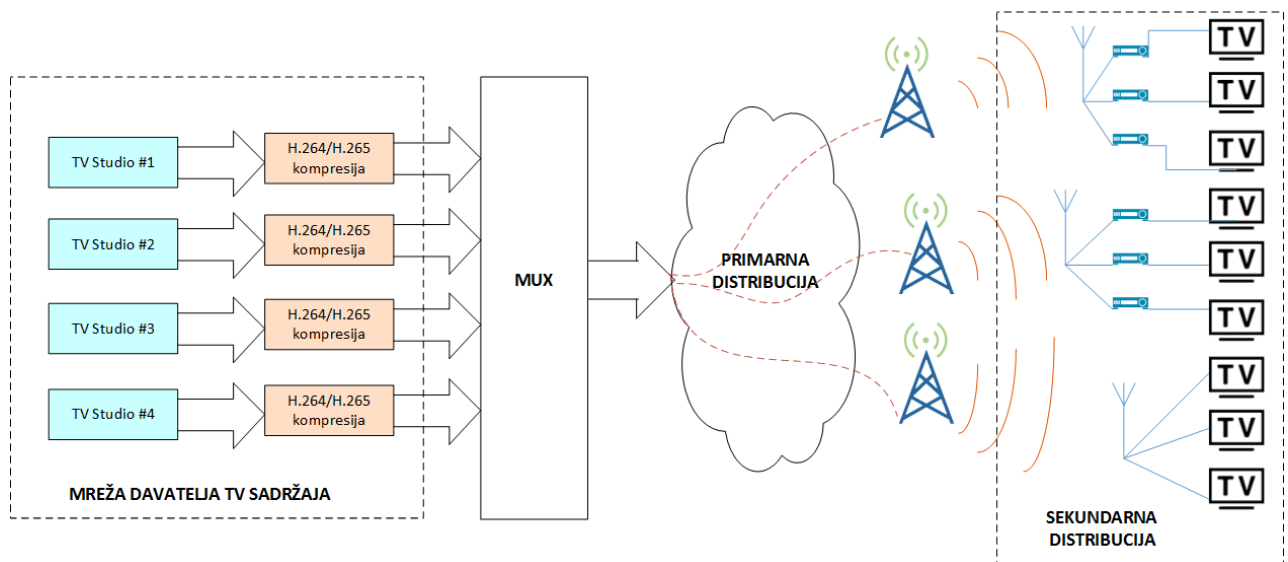 TV Studio #1
H.264/H.265
kompresija
TV Studio #2
H.264/H.265
kompresija
TV Studio #3
H.264/H.265
kompresija
TV Studio #4
H.264/H.265
kompresija
MREŽA DAVATELJA TV SADRŽAJA
MUX
PRIMARNA
DISTRIBUCIJA
TV
TV
TV
TV
TV
TV
TV
TV
TV
SEKUNDARNA
DISTRIBUCIJA